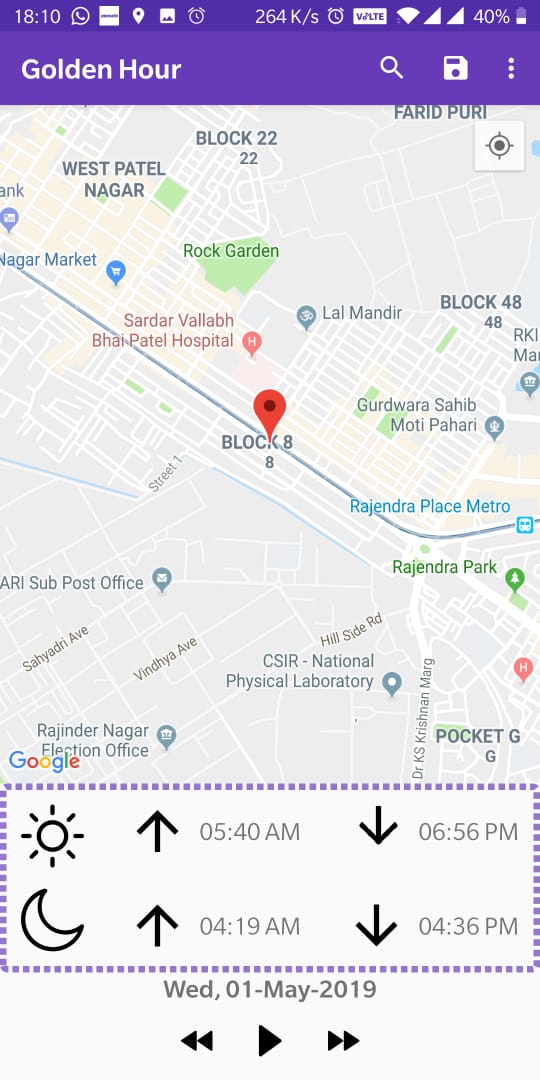 18:10
264 K/s
VoLTE
40%
Golden Hour
FARID PURI
BLOCK 22
22
WEST PATEL
NAGAR
ank
Rock Garden
Nagar Market
BLOCK 48
48
Lal Mandir
Sardar Vallabh
Bhai Patel Hospital
H
RKI
Mar
Gurdwara Sahib
Moti Pahari
BLOCK 8
8
Street 1
Rajendra Place Metro
Rajendra Park
ARI Sub Post Office
Hill Side Rd
Sahyadri Ave
Vindhya Ave
CSIR - National
Physical Laboratory
H
Dr KS Krishnan Marg
Rajinder Nagar
Election Office
POCKET G
G
Google
05:40 AM
06:56 PM
04:19 AM
04:36 PM
Wed, 01-May-2019